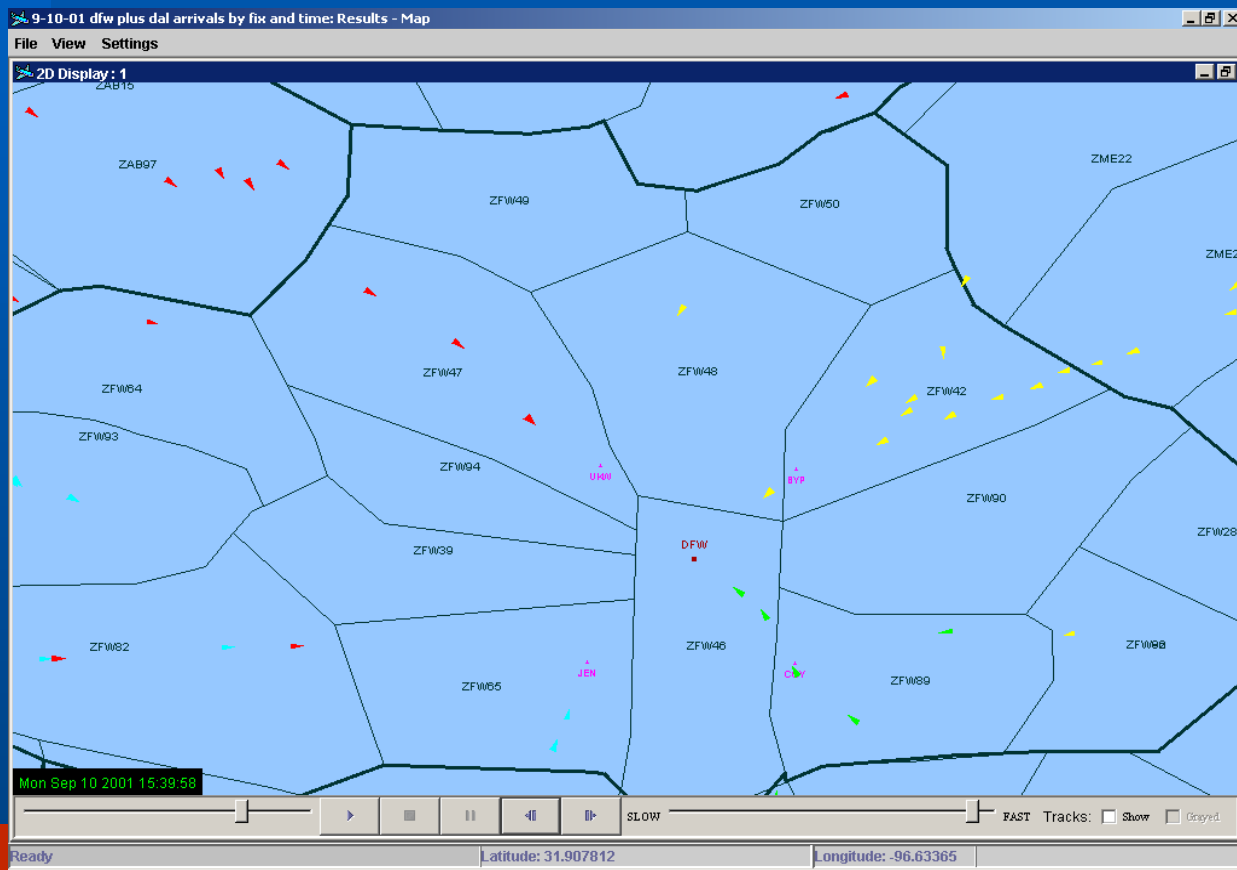 9-10-01 dfw plus dal arrivals by fix and time: Results - Map
File View Settings
2D Display : 1
ZAB15
ZAB97
ZME22
ZFW49
ZFW50
ZME2
ZFW47
ZFW48
ZFW42
ZFW64
ZFW93
ZFW94
UKW
BYP
ZFW90
ZFW28
DFW
ZFW39
ZFW82
ZFW46
JEN
ZFW65
ZFW89
Mon Sep 10 2001 15:39:58
SLOW
FAST
Tracks:
Show
Grayed
Ready
Latitude: 31.907812
Longitude: -96.63365